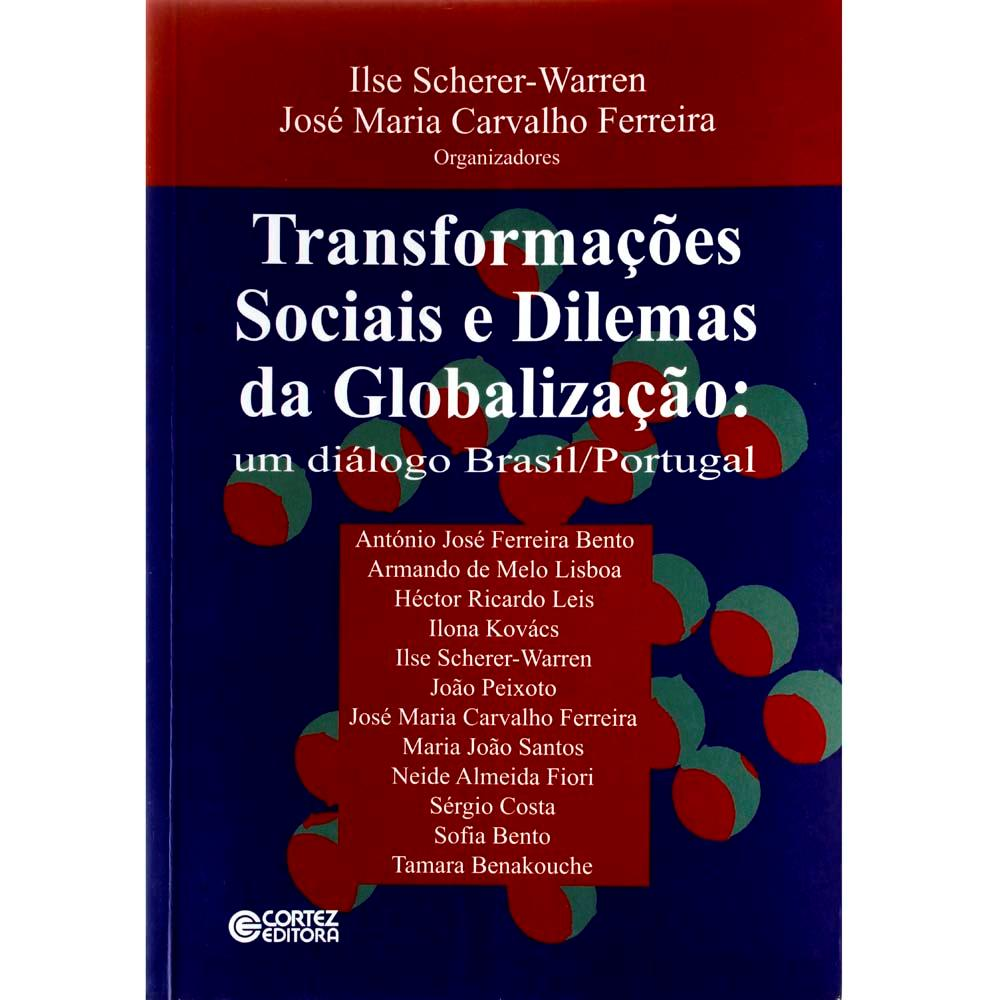 Ilse Scherer-Warren
José Maria Carvalho Ferreira
Organizadores
Transformações
Sociais e Dilemas
da Globalização:
um diálogo Brasil/Portugal
António José Ferreira Bento
Armando de Melo Lisboa
Héctor Ricardo Leis
Ilona Kovács
Ilse Scherer-Warren
João Peixoto
José Maria Carvalho Ferreira
Maria João Santos
Neide Almeida Fiori
Sérgio Costa
Sofia Bento
Tamara Benakouche
CORTEZ
EDITORA